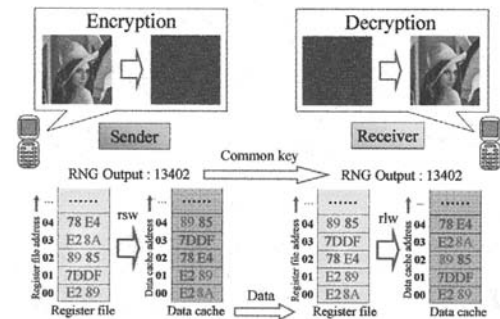 Encryption
Decryption
Sender
Receiver
Common key
RNG Output : 13402
RNG Output : 13402
Register file address
...
04
03
02
01
00
......
78 E4
E2 8A
89 85
7DDF
E2 89
Register file
rsw
Data cache address
...
04
03
02
01
00
......
89 85
7DDF
78 E4
E2 89
E2 8A
Data cache
Data
Register file address
...
04
03
02
01
00
......
89 85
7DDF
78 E4
E2 89
E2 8A
Register file
rlw
Data cache address
...
04
03
02
01
00
......
78 E4
E2 8A
89 85
7DDF
E2 89
Data cache